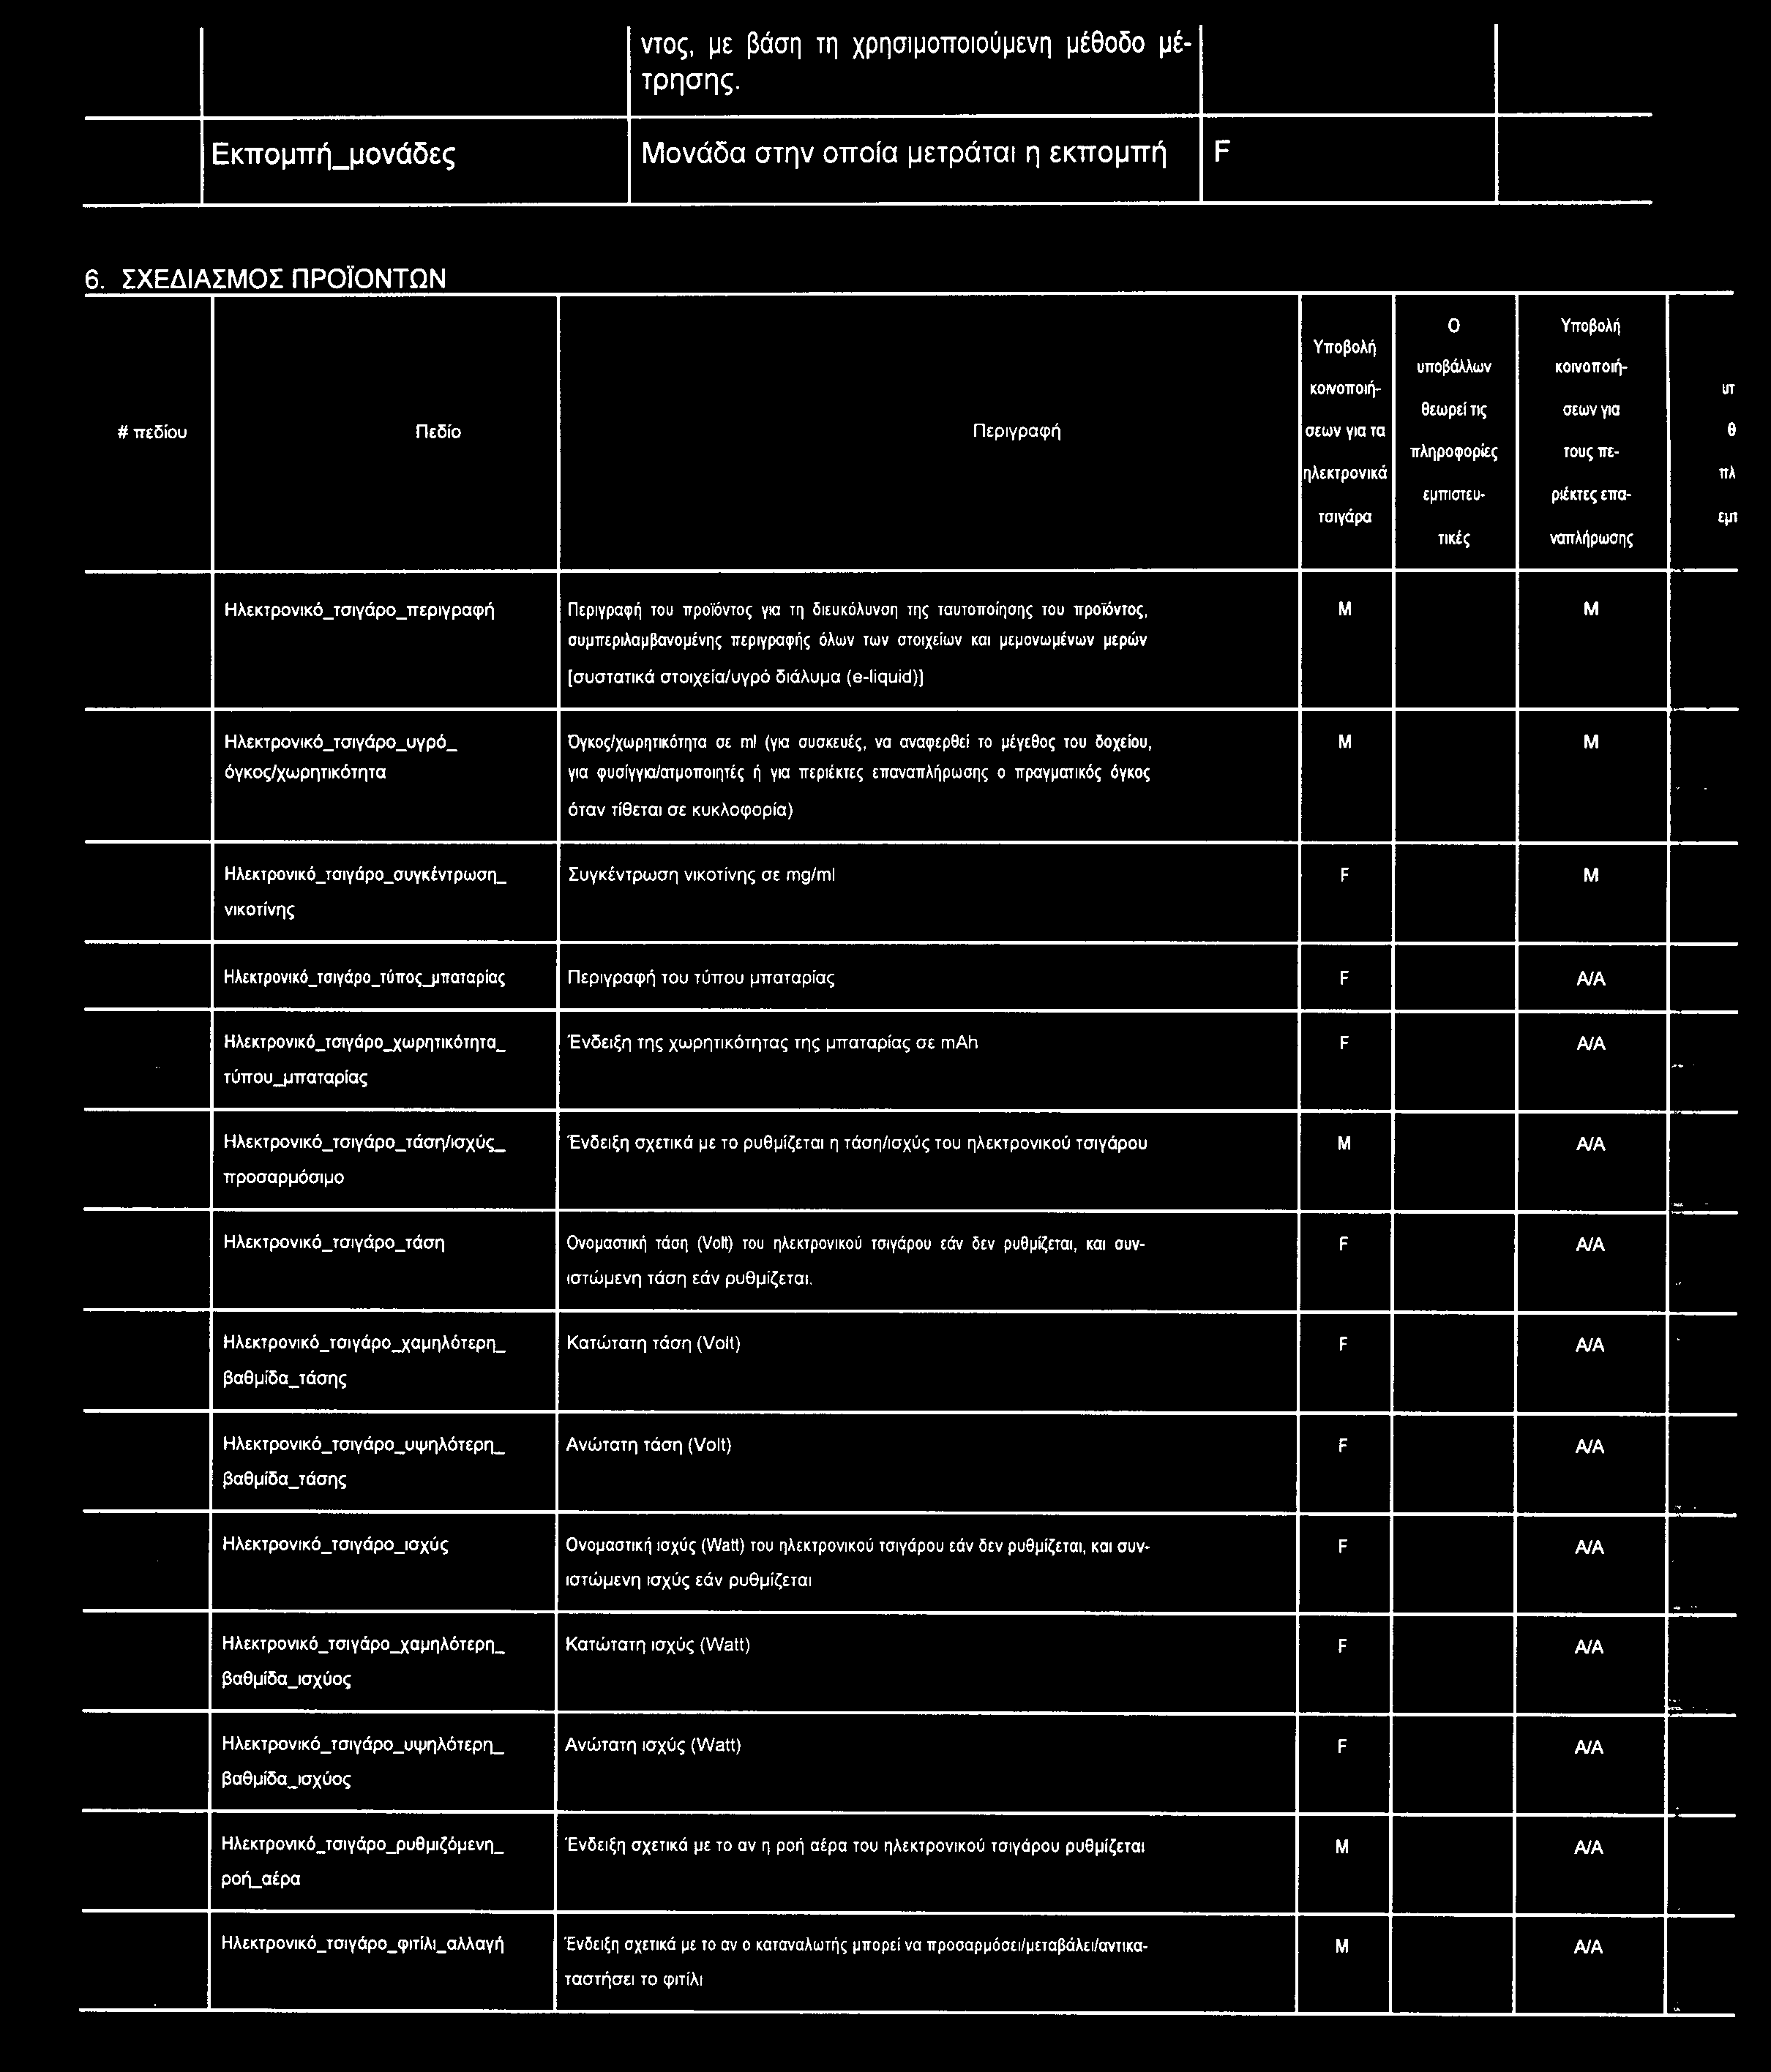 ντος, με βάση τη χρησιμοποιούμενη μέθοδο μέ-
τρησης.
Εκπομπή_μονάδες Μονάδα στην οποία μετράται η εκπομπή F
6. ΣΧΕΔΙΑΣΜΟΣ ΠΡΟΪΟΝΤΩΝ
# πεδίου
Πεδίο
Περιγραφή
Υποβολή
κοινοποιή-
σεων για τα
ηλεκτρονικά
τσιγάρα
Ο
υποβάλλων
θεωρεί τις
πληροφορίες
εμπιστευ-
τικές
Υποβολή
κοινοποιή-
σεων για
τους πε-
ριέκτες επα-
ναπλήρωσης
υπ
θ
πλ
εμπ
Ηλεκτρονικό_τσιγάρο_περιγραφή Περιγραφή του προϊόντος για τη διευκόλυνση της ταυτοποίησης του προϊόντος, M M
συμπεριλαμβανομένης περιγραφής όλων των στοιχείων και μεμονωμένων μερών
[συστατικά στοιχεία/υγρό διάλυμα (e-liquid)]
Ηλεκτρονικό_τσιγάρο_υγρό_ Όγκος/χωρητικότητα σε ml (για συσκευές, να αναφερθεί το μέγεθος του δοχείου, M M
όγκος/χωρητικότητα για φυσίγγια/ατμοποιητές ή για περιέκτες επαναπλήρωσης ο πραγματικός όγκος
όταν τίθεται σε κυκλοφορία)
Ηλεκτρονικό_τσιγάρο_συγκέντρωση_ Συγκέντρωση νικοτίνης σε mg/ml F M
νικοτίνης
Ηλεκτρονικό_τσιγάρο_τύπος_μπαταρίας Περιγραφή του τύπου μπαταρίας F A/A
Ηλεκτρονικό_τσιγάρο_χωρητικότητα_ Ένδειξη της χωρητικότητας της μπαταρίας σε mAh F A/A
τύπου_μπαταρίας
Ηλεκτρονικό_τσιγάρο_τάση/ισχύς_ Ένδειξη σχετικά με το ρυθμίζεται η τάση/ισχύς του ηλεκτρονικού τσιγάρου M A/A
προσαρμόσιμο
Ηλεκτρονικό_τσιγάρο_τάση Ονομαστική τάση (Volt) του ηλεκτρονικού τσιγάρου εάν δεν ρυθμίζεται, και συν- F A/A
ιστώμενη τάση εάν ρυθμίζεται.
Ηλεκτρονικό_τσιγάρο_χαμηλότερη_ Κατώτατη τάση (Volt) F A/A
βαθμίδα_τάσης
Ηλεκτρονικό_τσιγάρο_υψηλότερη_ Ανώτατη τάση (Volt) F A/A
βαθμίδα_τάσης
Ηλεκτρονικό_τσιγάρο_ισχύς Ονομαστική ισχύς (Watt) του ηλεκτρονικού τσιγάρου εάν δεν ρυθμίζεται, και συν- F A/A
ιστώμενη ισχύς εάν ρυθμίζεται
Ηλεκτρονικό_τσιγάρο_χαμηλότερη_ Κατώτατη ισχύς (Watt) F A/A
βαθμίδα_ισχύος
Ηλεκτρονικό_τσιγάρο_υψηλότερη_ Ανώτατη ισχύς (Watt) F A/A
βαθμίδα_ισχύος
Ηλεκτρονικό_τσιγάρο_ρυθμιζόμενη_ Ένδειξη σχετικά με το αν η ροή αέρα του ηλεκτρονικού τσιγάρου ρυθμίζεται M A/A
ροή_αέρα
Ηλεκτρονικό_τσιγάρο_φιτίλι_αλλαγή Ένδειξη σχετικά με το αν ο καταναλωτής μπορεί να προσαρμόσει/μεταβάλει/αντικα- M A/A
ταστήσει το φιτίλι